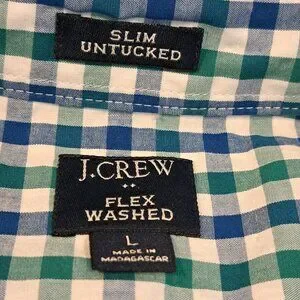 SLIM
UNTUCKED
J.CREW
FLEX
WASHED
L
MADE IN
MADAGASCAR